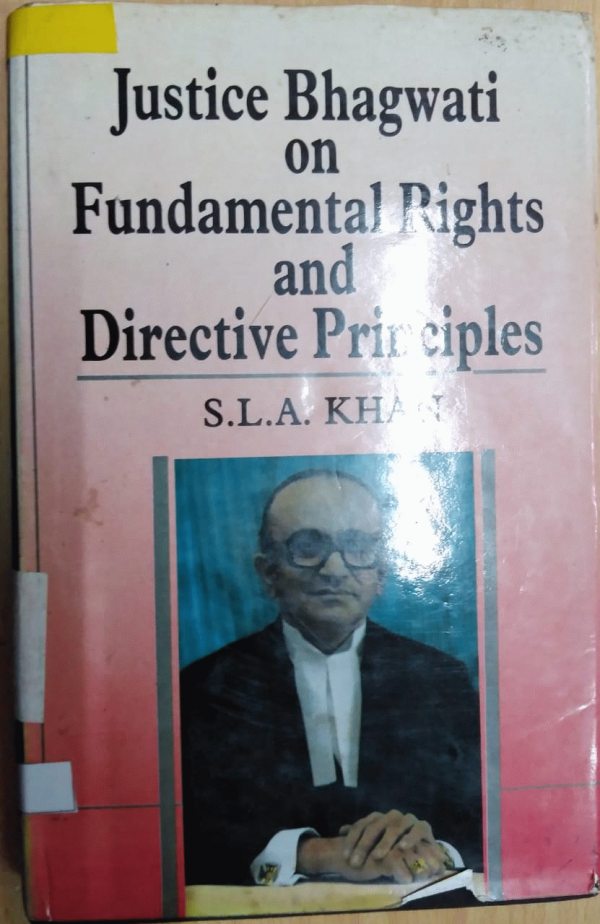 Justice Bhagwati
on
Fundamental Rights
and
Directive Principles
S.L.A. KHAN